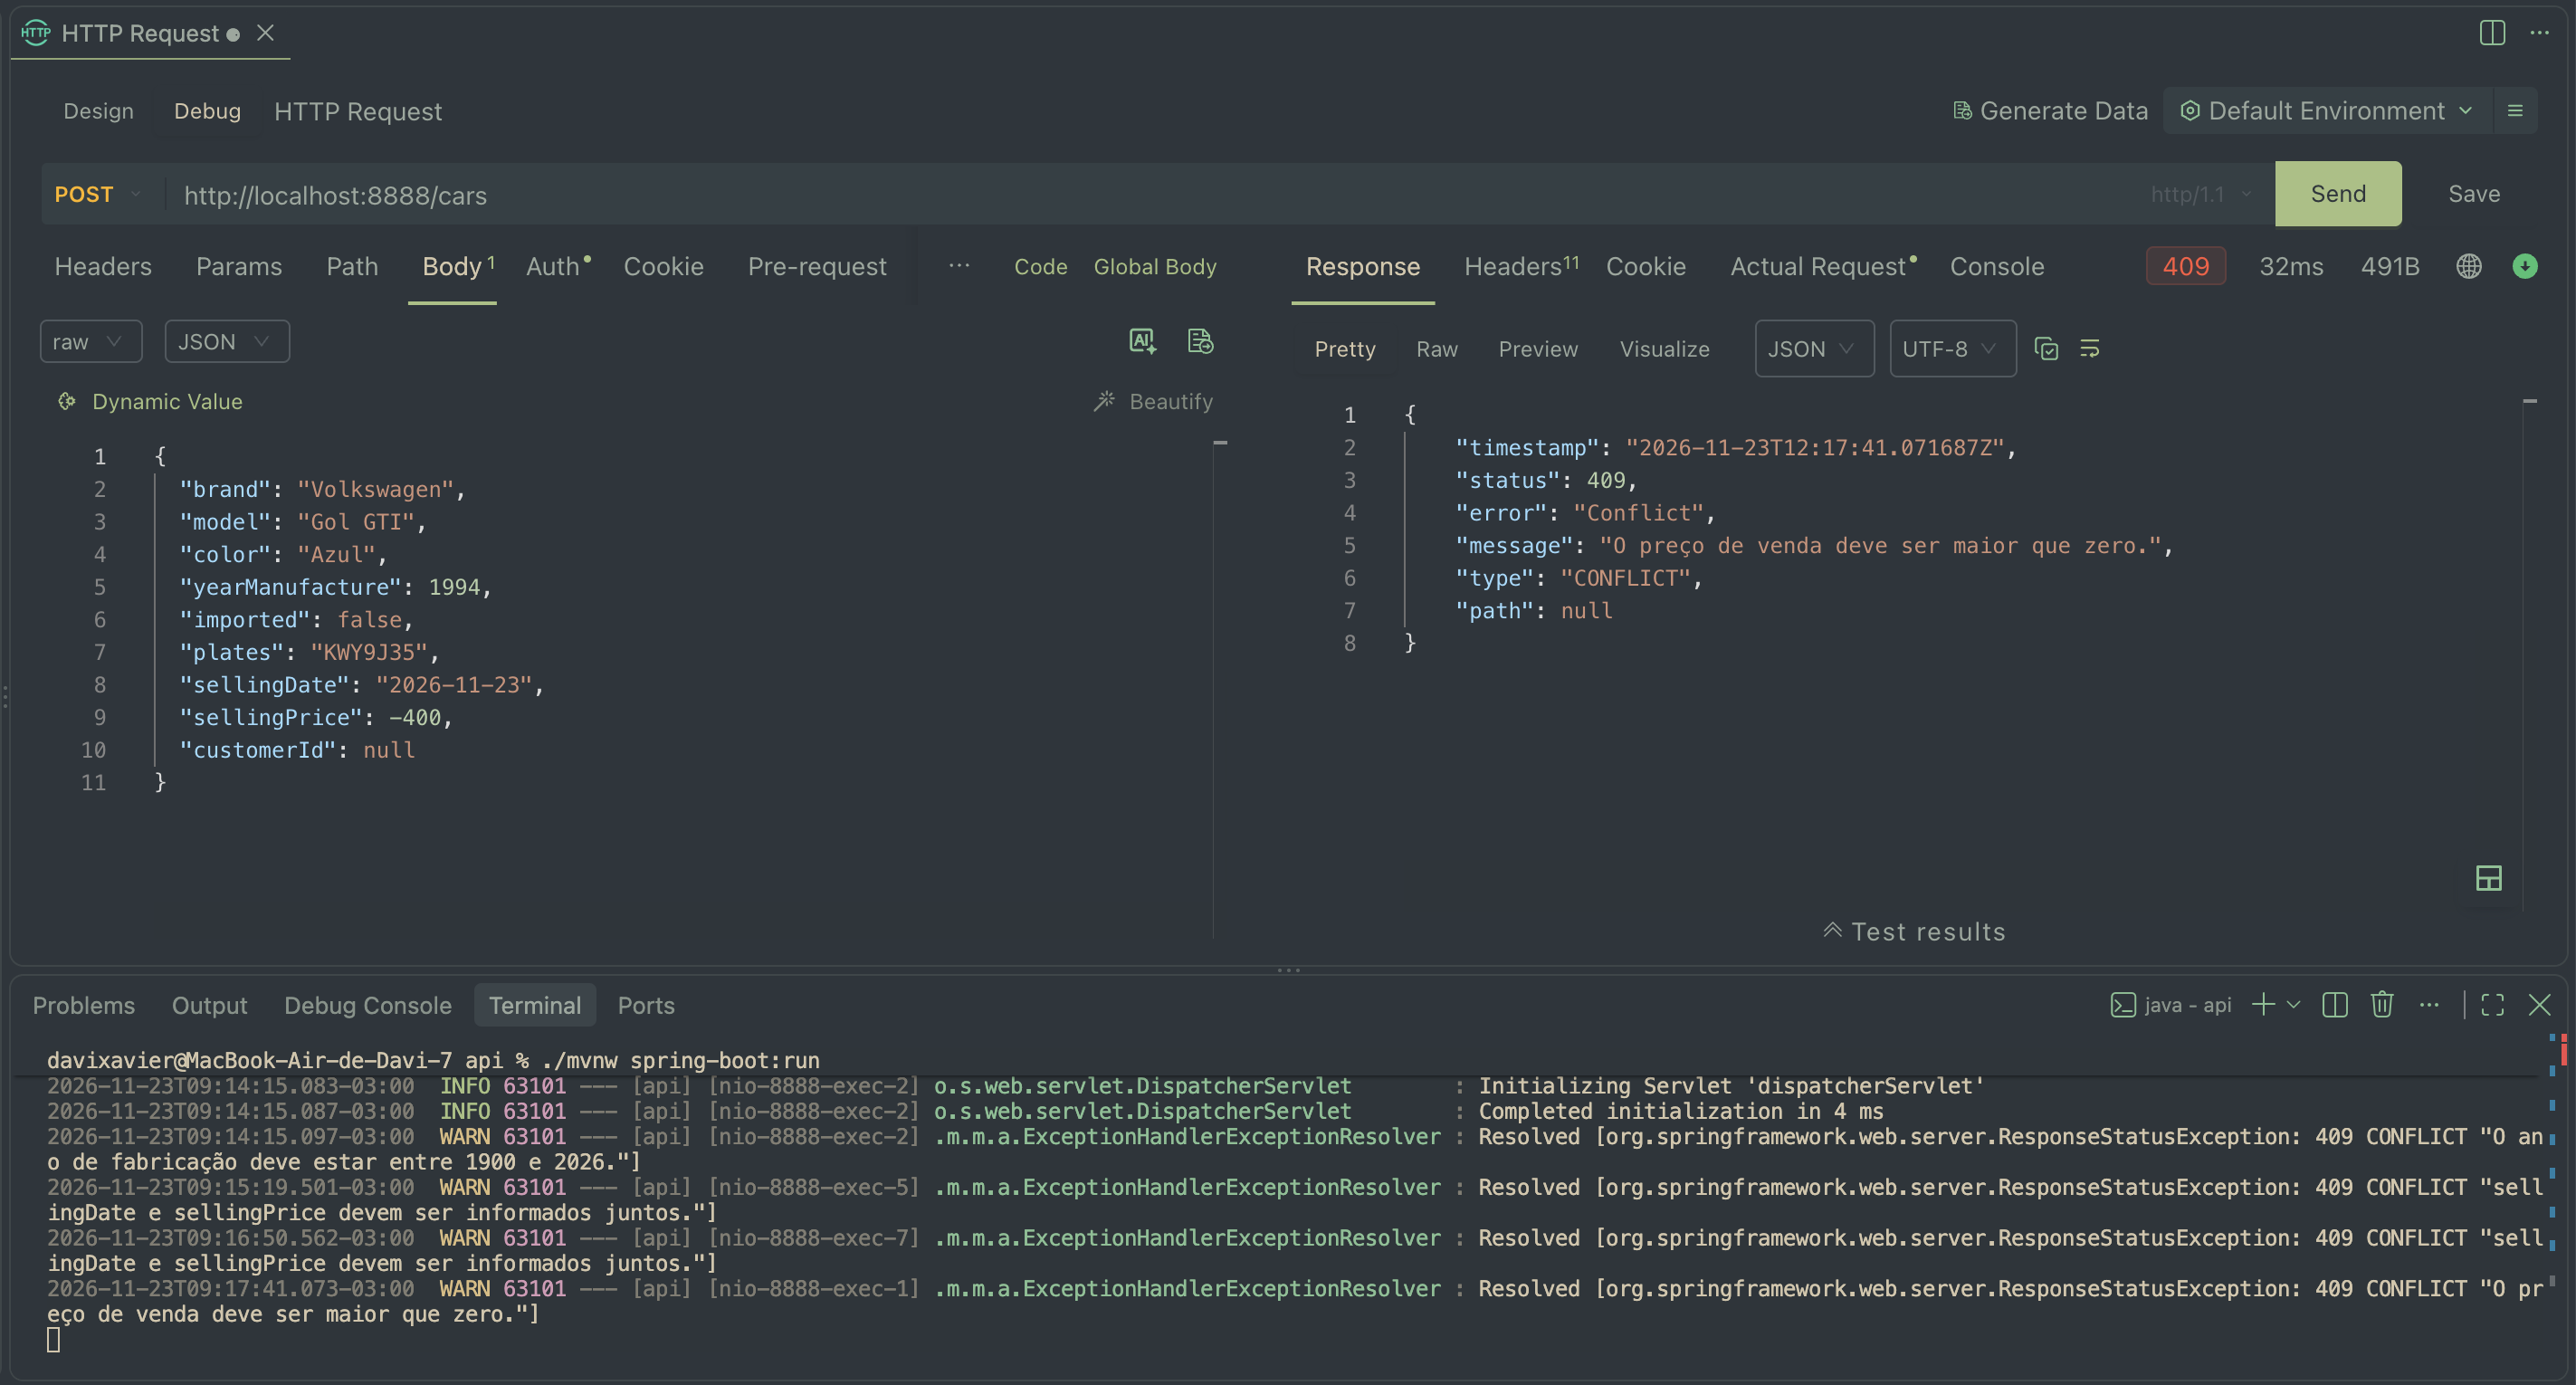 HTTP HTTP Request
Design Debug HTTP Request Generate Data Default Environment
POST http://localhost:8888/cars http/1.1 Send Save
Headers Params Path Body 1 Auth Cookie Pre-request ··· Code Global Body
raw JSON AI
Dynamic Value Beautify
1 {
2 "brand": "Volkswagen",
3 "model": "Gol GTI",
4 "color": "Azul",
5 "yearManufacture": 1994,
6 "imported": false,
7 "plates": "KWY9J35",
8 "sellingDate": "2026-11-23",
9 "sellingPrice": -400,
10 "customerId": null
11 }
Response Headers 11 Cookie Actual Request Console 409 32ms 491B
Pretty Raw Preview Visualize JSON UTF-8
1 {
2 "timestamp": "2026-11-23T12:17:41.071687Z",
3 "status": 409,
4 "error": "Conflict",
5 "message": "O preço de venda deve ser maior que zero.",
6 "type": "CONFLICT",
7 "path": null
8 }
Test results
Problems Output Debug Console Terminal Ports java - api
davixavier@MacBook-Air-de-Davi-7 api % ./mvnw spring-boot:run
2026-11-23T09:14:15.083-03:00 INFO 63101 --- [api] [nio-8888-exec-2] o.s.web.servlet.DispatcherServlet : Initializing Servlet 'dispatcherServlet'
2026-11-23T09:14:15.087-03:00 INFO 63101 --- [api] [nio-8888-exec-2] o.s.web.servlet.DispatcherServlet : Completed initialization in 4 ms
2026-11-23T09:14:15.097-03:00 WARN 63101 --- [api] [nio-8888-exec-2] .m.m.a.ExceptionHandlerExceptionResolver : Resolved [org.springframework.web.server.ResponseStatusException: 409 CONFLICT "O an
o de fabricação deve estar entre 1900 e 2026."]
2026-11-23T09:15:19.501-03:00 WARN 63101 --- [api] [nio-8888-exec-5] .m.m.a.ExceptionHandlerExceptionResolver : Resolved [org.springframework.web.server.ResponseStatusException: 409 CONFLICT "sell
ingDate e sellingPrice devem ser informados juntos."]
2026-11-23T09:16:50.562-03:00 WARN 63101 --- [api] [nio-8888-exec-7] .m.m.a.ExceptionHandlerExceptionResolver : Resolved [org.springframework.web.server.ResponseStatusException: 409 CONFLICT "sell
ingDate e sellingPrice devem ser informados juntos."]
2026-11-23T09:17:41.073-03:00 WARN 63101 --- [api] [nio-8888-exec-1] .m.m.a.ExceptionHandlerExceptionResolver : Resolved [org.springframework.web.server.ResponseStatusException: 409 CONFLICT "O pr
eço de venda deve ser maior que zero."]